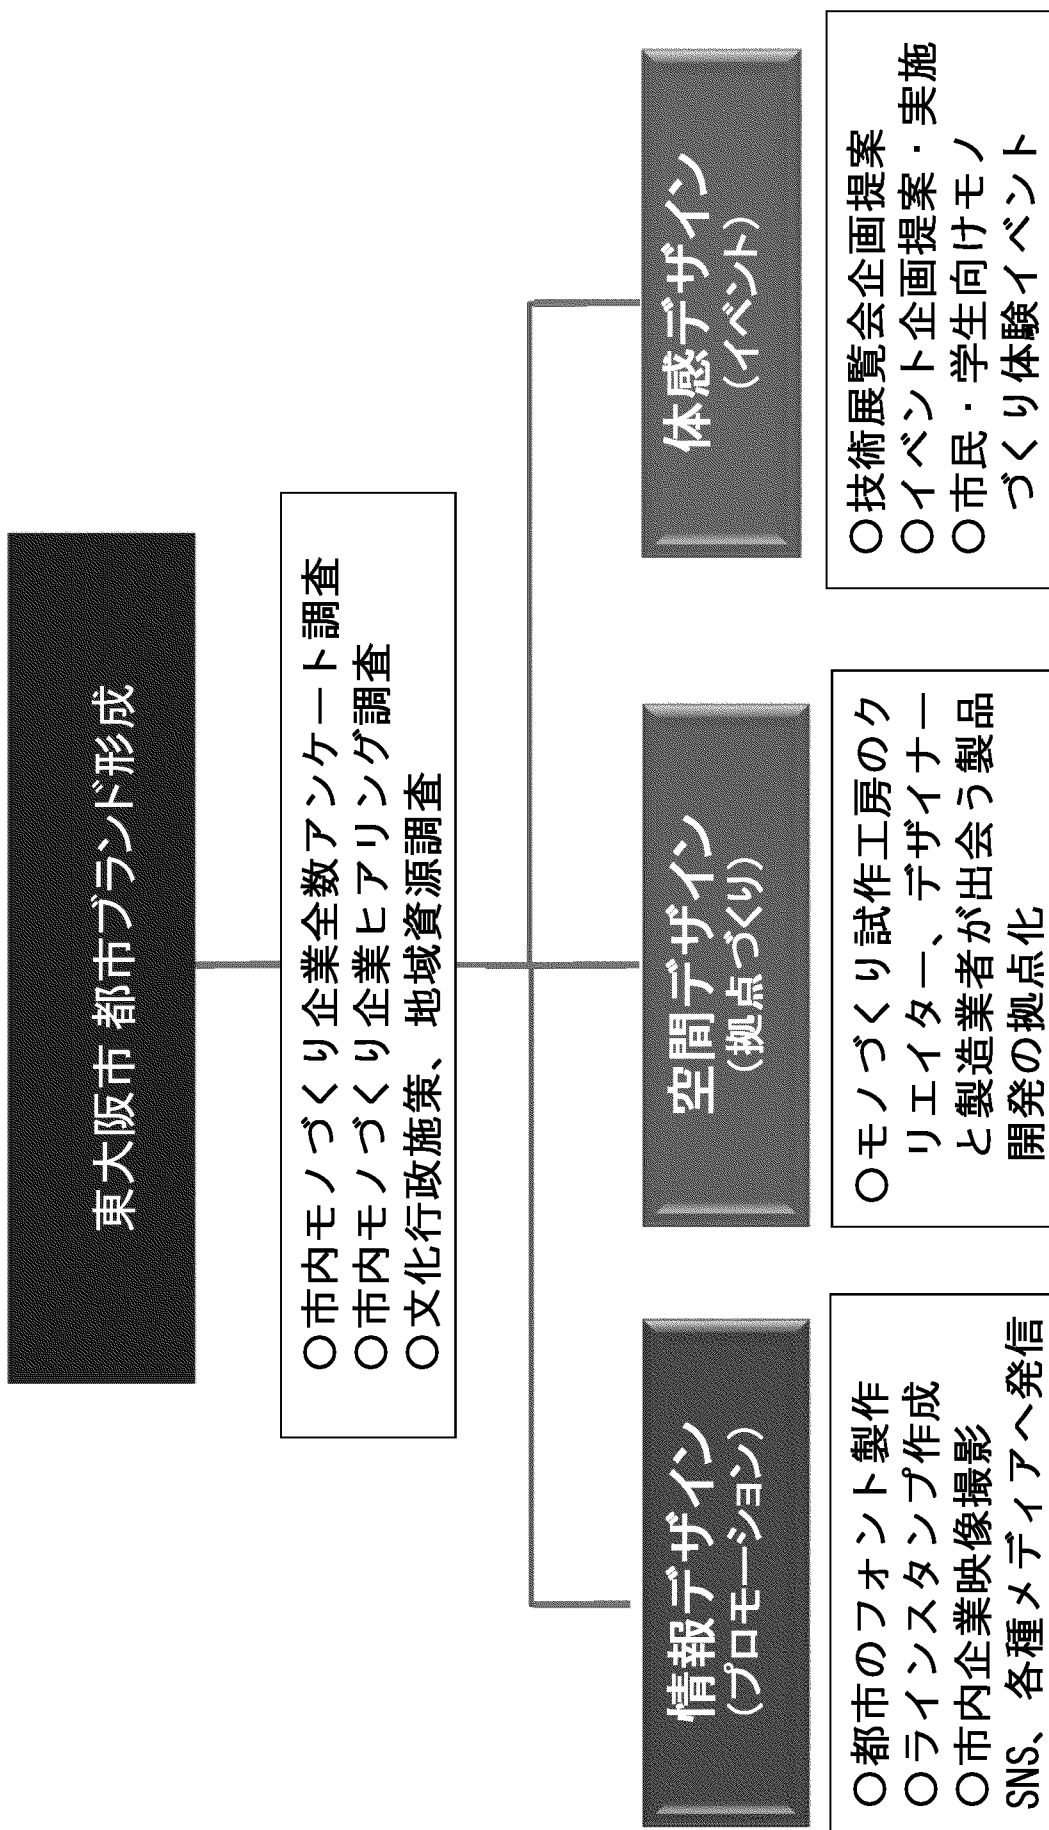 東大阪市 都市ブランド形成
○市内モノづくり企業全数アンケート調査
○市内モノづくり企業ヒアリング調査
○文化行政施策、地域資源調査
情報デザイン
(プロモーション)
○都市のフォント製作
○ラインスタンプ作成
○市内企業映像撮影
SNS、各種メディアへ発信
空間デザイン
(拠点づくり)
○モノづくり試作工房のク
リエイター、デザイナー
と製造業者が出会う製品
開発の拠点化
体感デザイン
(イベント)
○技術展覧会企画提案
○イベント企画提案・実施
○市民・学生向けモノ
づくり体験イベント